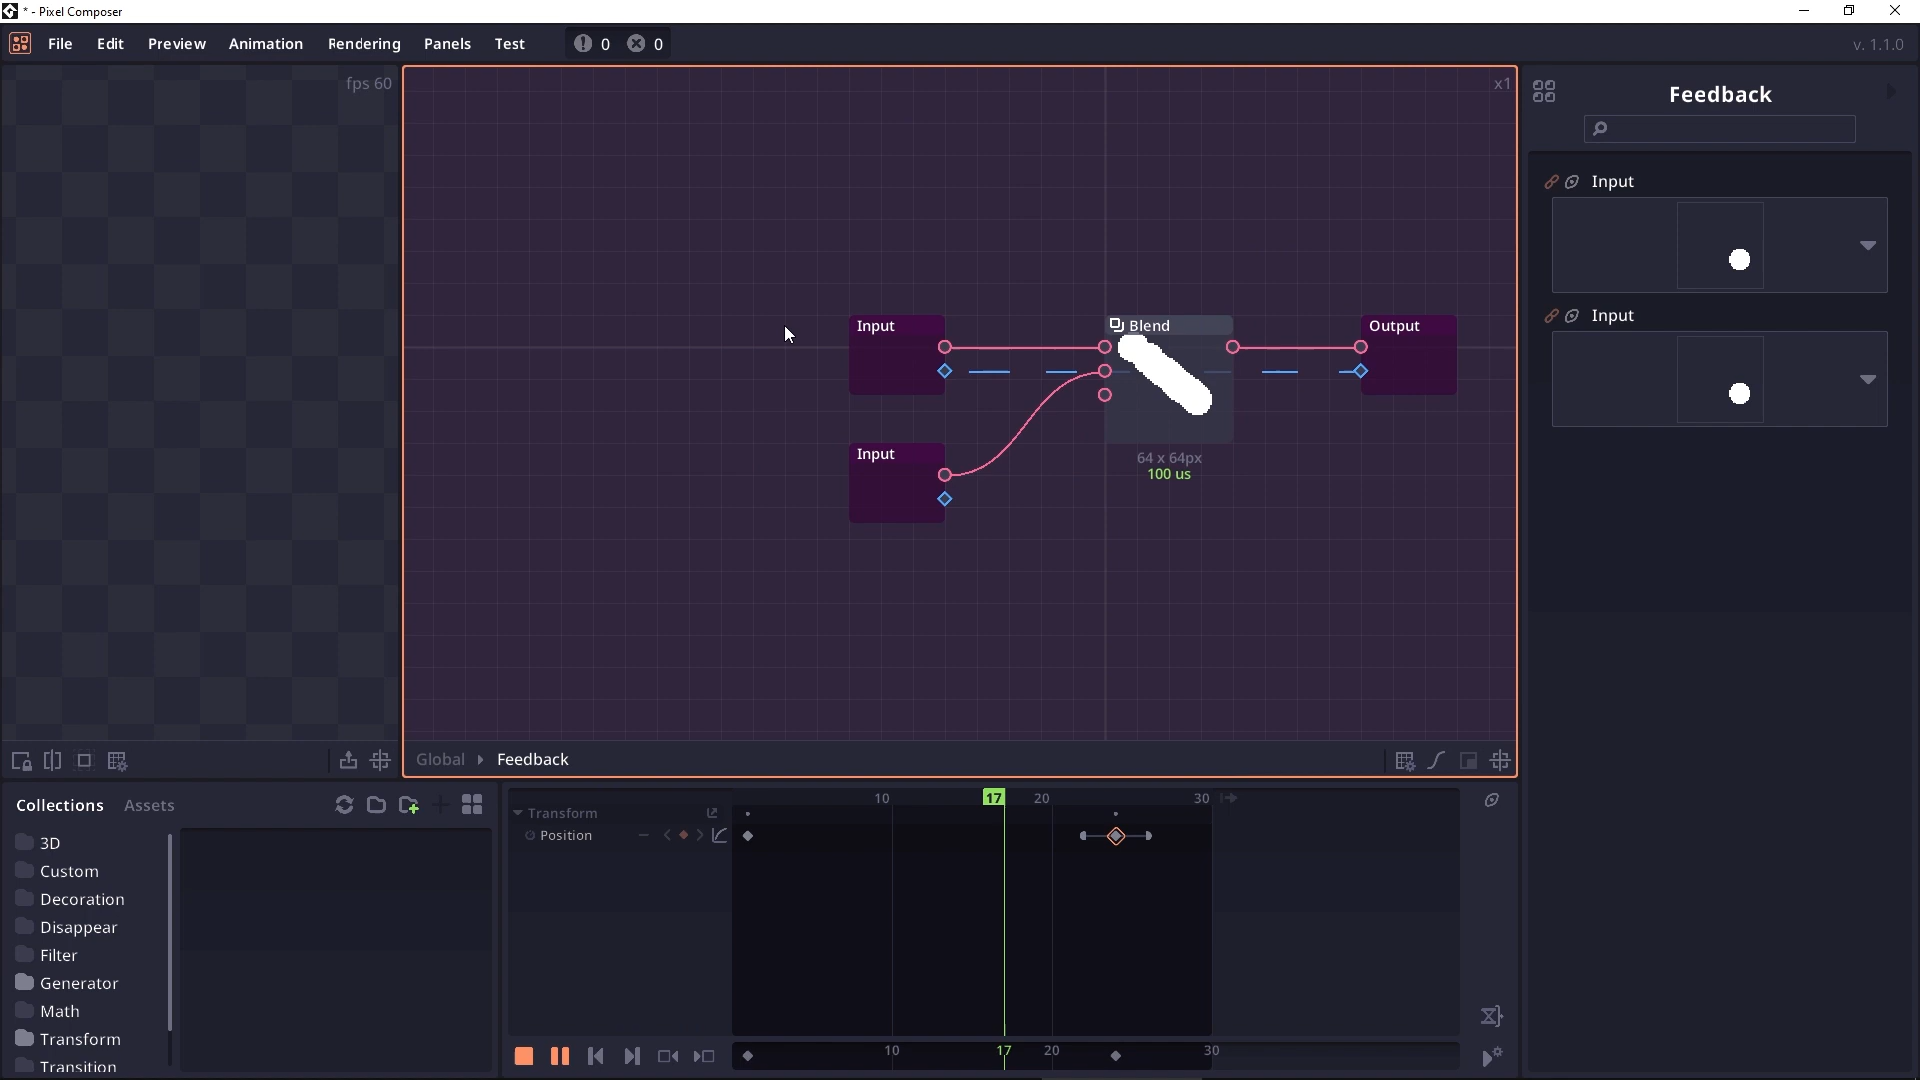 * - Pixel Composer
File Edit Preview Animation Rendering Panels Test 0 0 v. 1.1.0
fps 60
x1
Feedback
Input
Input
Input
Blend
Output
Input
64 x 64px
100 us
Global Feedback
Collections Assets
3D
Custom
Decoration
Disappear
Filter
Generator
Math
Transform
Transition
10 17 20 30
Transform
Position
10 17 20 30